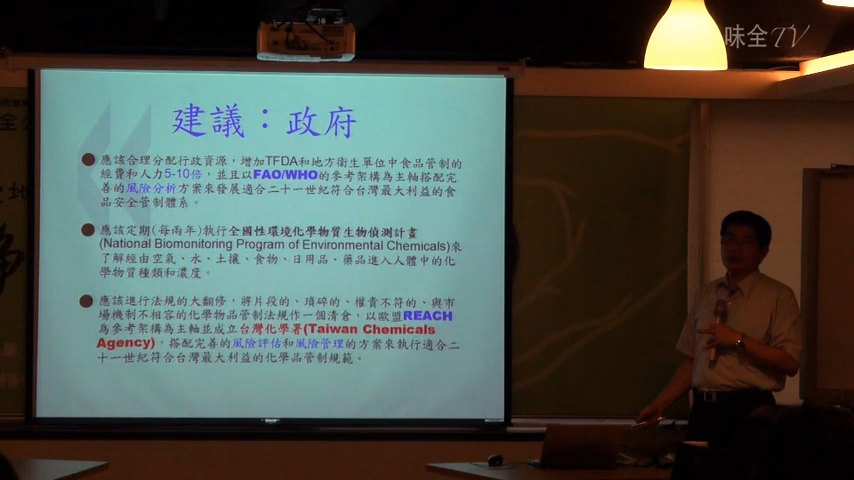 味全TV
建議：政府
● 應該合理分配行政資源，增加TFDA和地方衛生單位中食品管制的
經費和人力5-10倍，並且以FAO/WHO的參考架構為主軸搭配完
善的風險分析方案來發展適合二十一世紀符合台灣最大利益的食
品安全管制體系。
● 應該定期(每兩年)執行全國性環境化學物質生物偵測計畫
(National Biomonitoring Program of Environmental Chemicals)來
了解經由空氣、水、土壤、食物、日用品、藥品進入人體中的化
學物質種類和濃度。
● 應該進行法規的大翻修，將片段的、瑣碎的、權責不符的、與市
場機制不相容的化學物品管制法規作一個清倉，以歐盟REACH
為參考架構為主軸並成立台灣化學署(Taiwan Chemicals
Agency)，搭配完善的風險評估和風險管理的方案來執行適合二
十一世紀符合台灣最大利益的化學品管制規範。